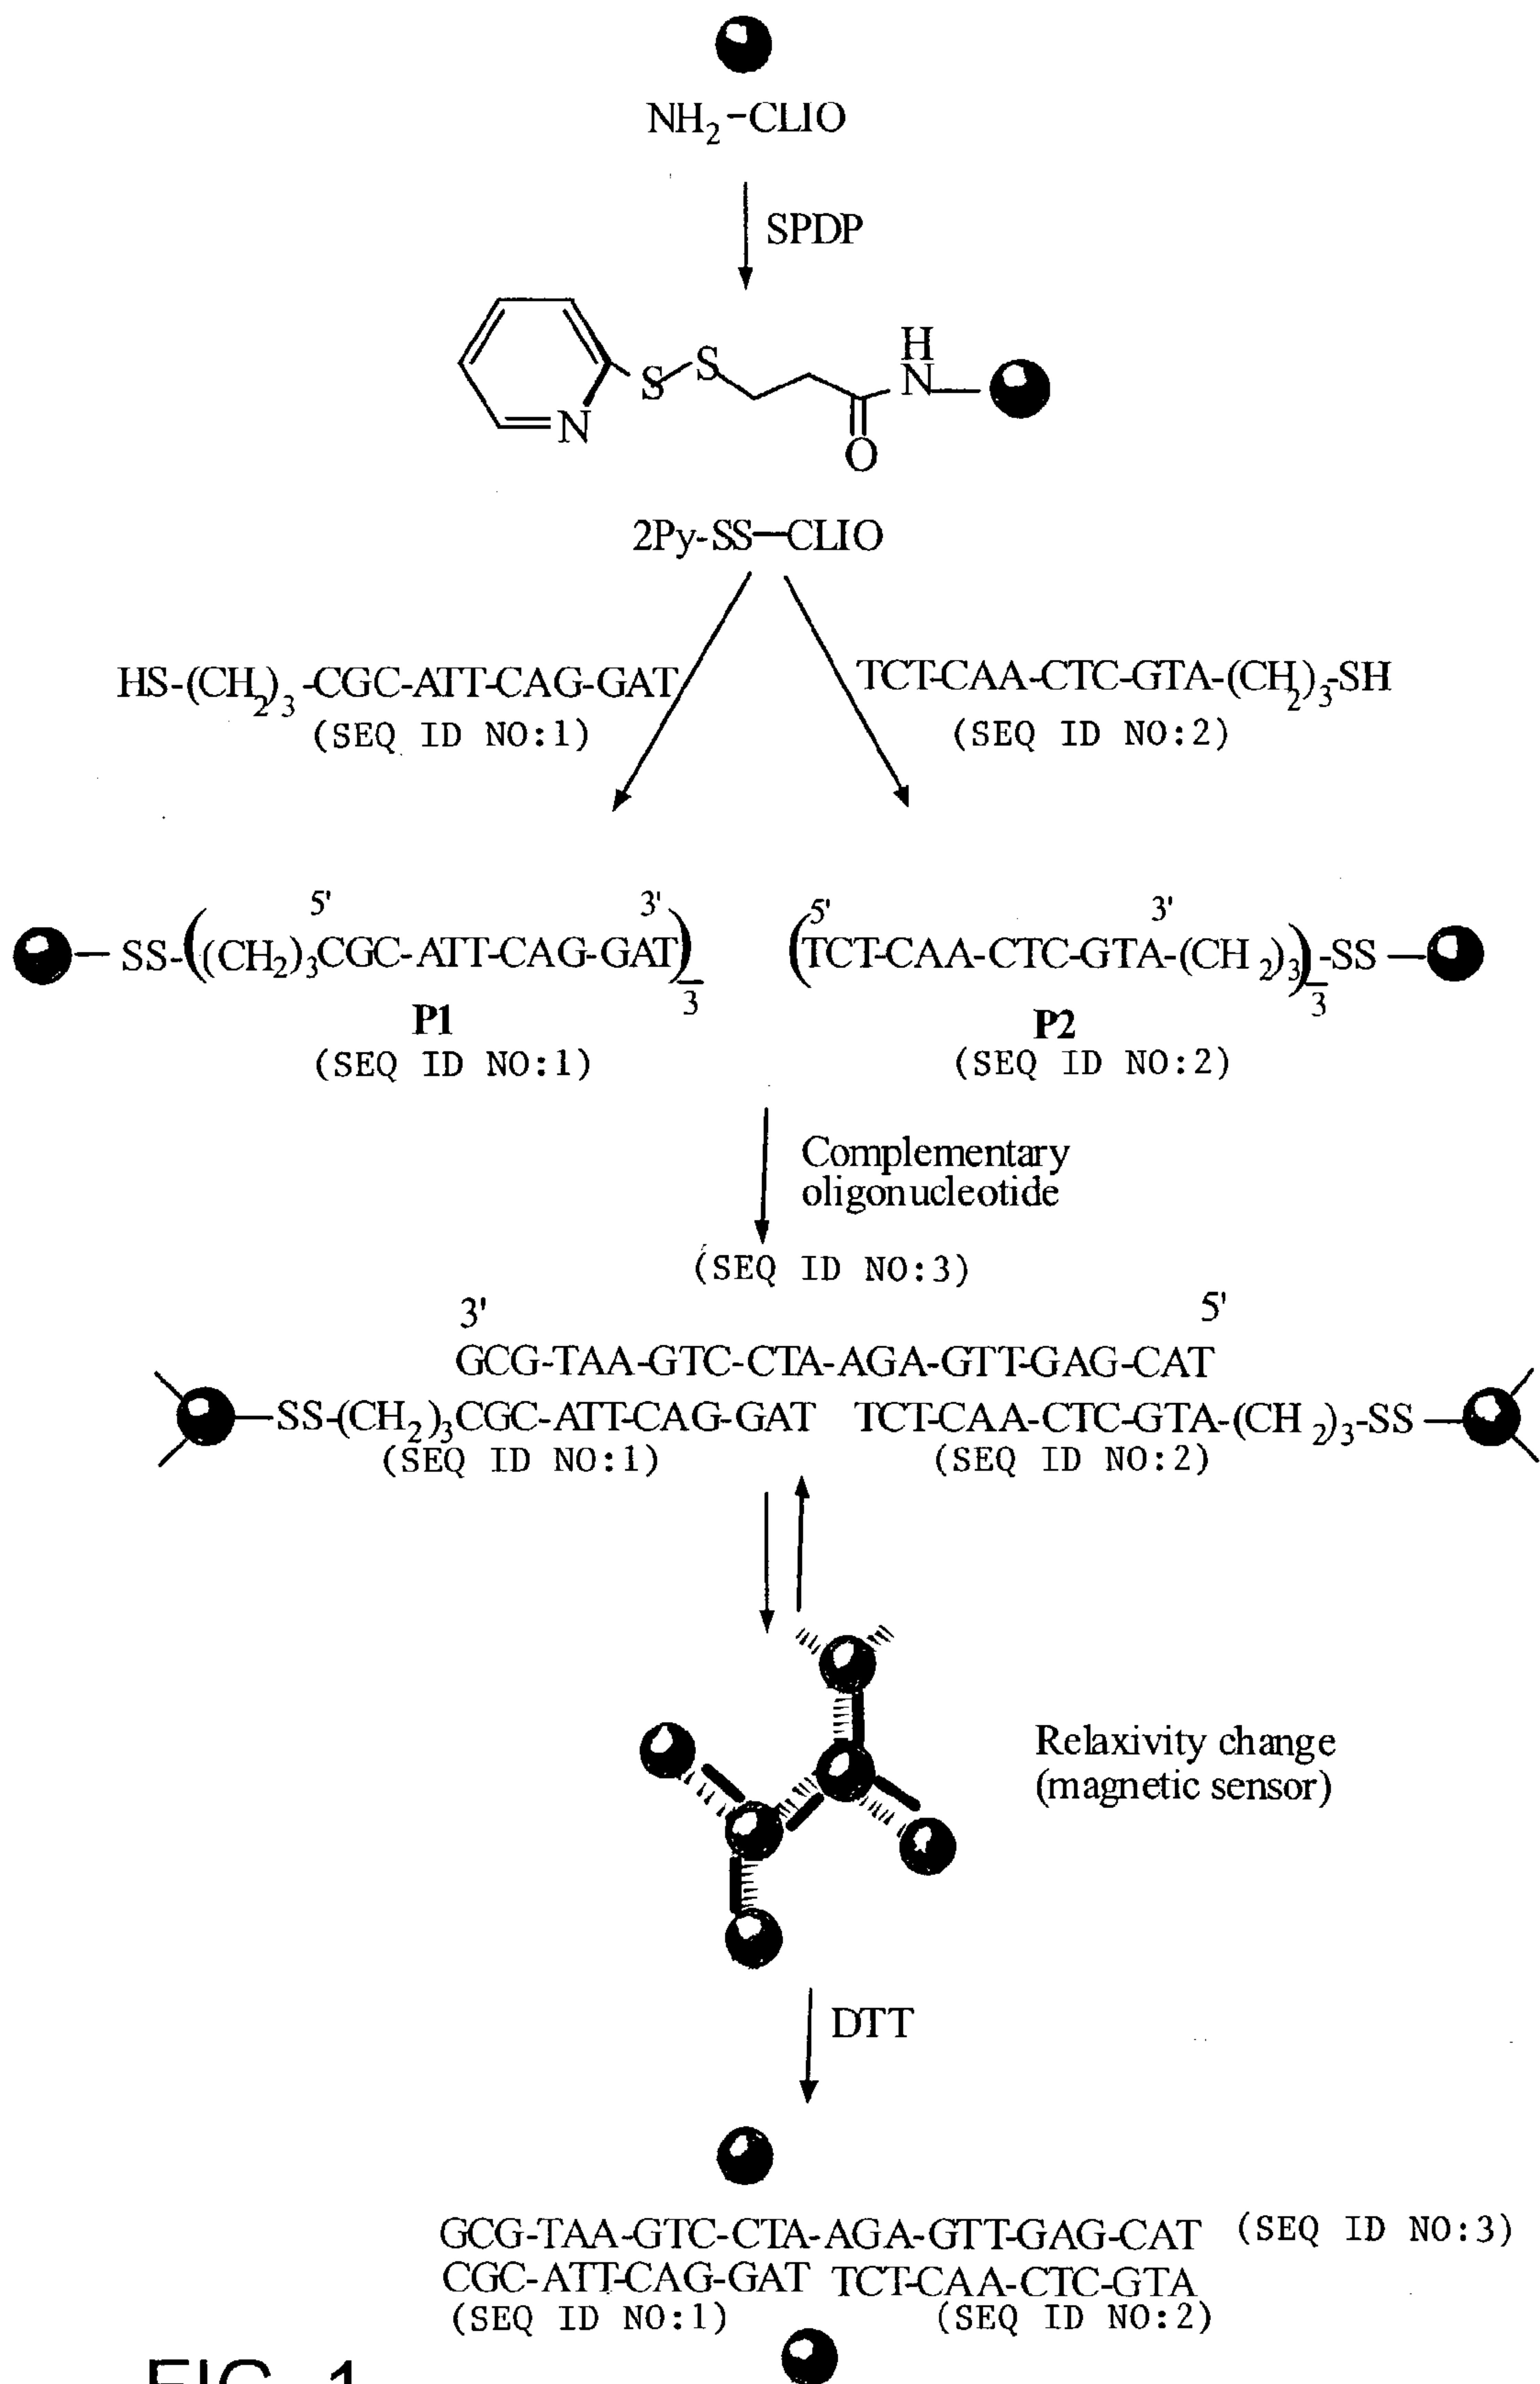 NH2-CLIO
SPDP
S S H N
N O
2Py-SS—CLIO
HS-(CH2)3-CGC-ATT-CAG-GAT TCT-CAA-CTC-GTA-(CH2)3-SH
(SEQ ID NO:1) (SEQ ID NO:2)
5' 3' 5' 3'
SS-((CH2)3CGC-ATT-CAG-GAT)3 (TCT-CAA-CTC-GTA-(CH2)3)3-SS
P1 P2
(SEQ ID NO:1) (SEQ ID NO:2)
Complementary
oligonucleotide
(SEQ ID NO:3)
3' 5'
GCG-TAA-GTC-CTA-AGA-GTT-GAG-CAT
SS-(CH2)3CGC-ATT-CAG-GAT TCT-CAA-CTC-GTA-(CH2)3-SS
(SEQ ID NO:1) (SEQ ID NO:2)
Relaxivity change
(magnetic sensor)
DTT
GCG-TAA-GTC-CTA-AGA-GTT-GAG-CAT (SEQ ID NO:3)
CGC-ATT-CAG-GAT TCT-CAA-CTC-GTA
(SEQ ID NO:1) (SEQ ID NO:2)
FIG. 1